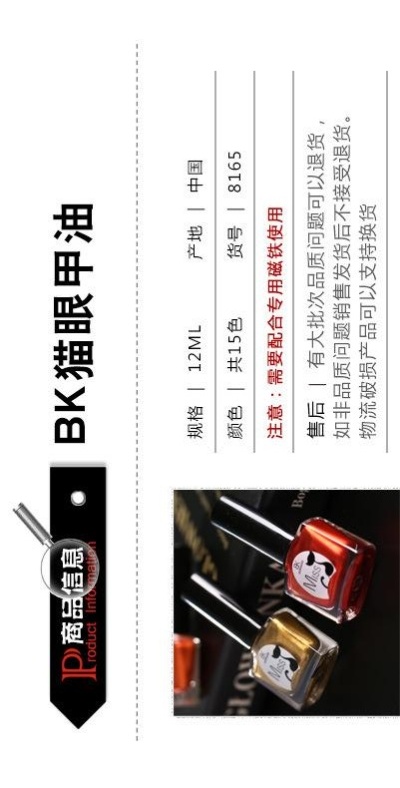 商品信息
Product Information
BK猫眼甲油
规格 | 12ML 产地 | 中国
颜色 | 共15色 货号 | 8165
注意：需要配合专用磁铁使用
售后 | 有大批次品质问题可以退货，
如非品质问题销售发货后不接受退货。
物流破损产品可以支持换货
Miss
Miss